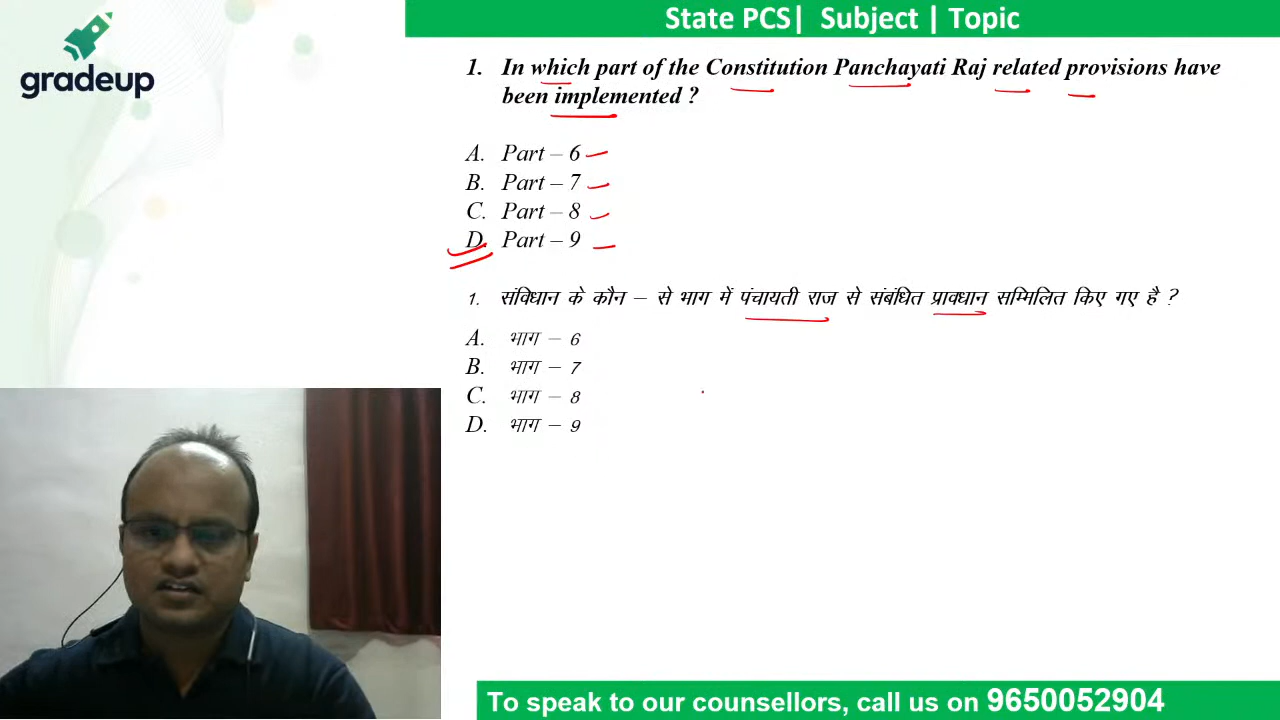 State PCS| Subject | Topic
gradeup
1. In which part of the Constitution Panchayati Raj related provisions have
been implemented ?
A. Part – 6
B. Part – 7
C. Part – 8
D. Part – 9
1. संविधान के कौन – से भाग में पंचायती राज से संबंधित प्रावधान सम्मिलित किए गए है ?
A. भाग – 6
B. भाग – 7
C. भाग – 8
D. भाग – 9
To speak to our counsellors, call us on 9650052904